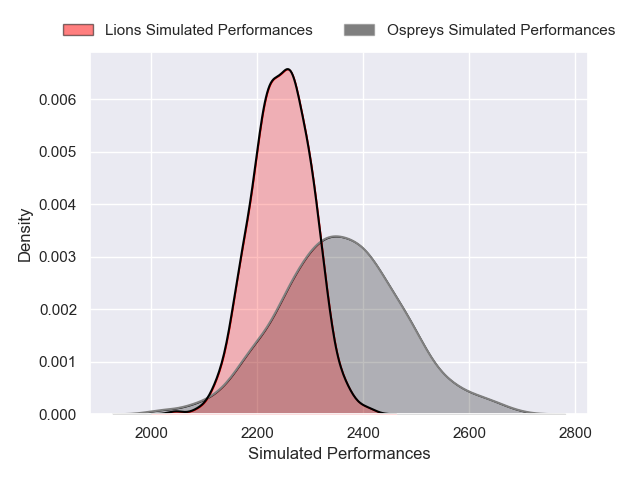 Lions Simulated Performances Ospreys Simulated Performances
0.006
0.005
0.004
0.003
0.002
0.001
0.000
Density
2000 2200 2400 2600 2800
Simulated Performances